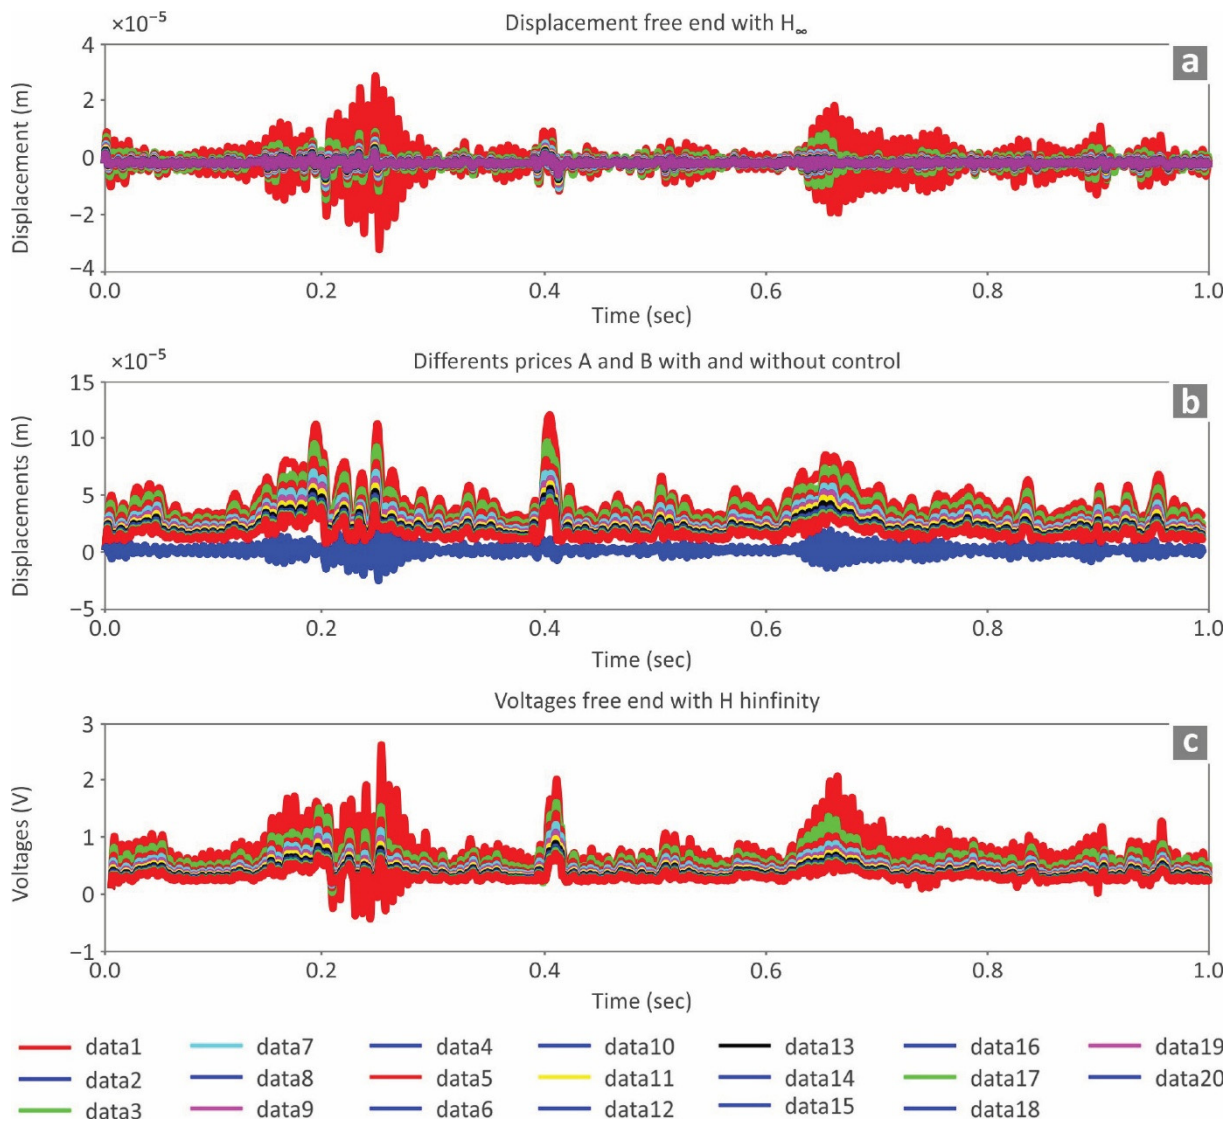 Displacement free end with H∞
×10⁻⁵
a
4
2
0
−2
−4
Displacement (m)
0.0 0.2 0.4 0.6 0.8 1.0
Time (sec)
Differents prices A and B with and without control
×10⁻⁵
b
15
10
5
0
−5
Displacements (m)
0.0 0.2 0.4 0.6 0.8 1.0
Time (sec)
Voltages free end with H hinfinity
c
3
2
1
0
−1
Voltages (V)
0.0 0.2 0.4 0.6 0.8 1.0
Time (sec)
data1 data7 data4 data10 data13 data16 data19
data2 data8 data5 data11 data14 data17 data20
data3 data9 data6 data12 data15 data18